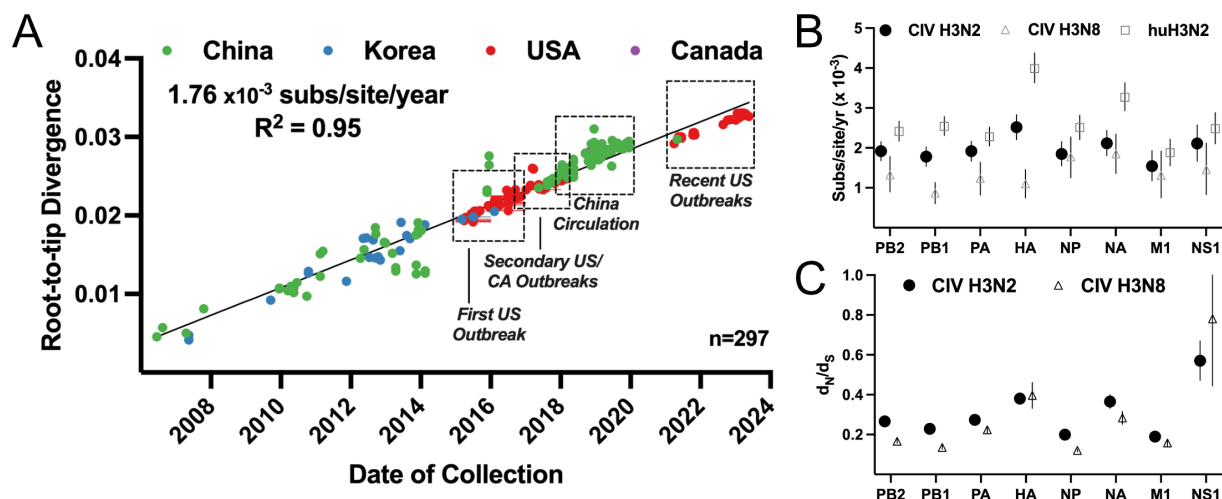 A
China Korea USA Canada
Root-to-tip Divergence
0.04
0.03
0.02
0.01
1.76 x10-3 subs/site/year
R2 = 0.95
Recent US
Outbreaks
China
Circulation
Secondary US/
CA Outbreaks
First US
Outbreak
n=297
2008 2010 2012 2014 2016 2018 2020 2022 2024
Date of Collection
B
CIV H3N2 CIV H3N8 huH3N2
Subs/site/yr (x 10-3)
5
4
3
2
1
PB2 PB1 PA HA NP NA M1 NS1
C
CIV H3N2 CIV H3N8
dN/dS
1.0
0.8
0.6
0.4
0.2
PB2 PB1 PA HA NP NA M1 NS1